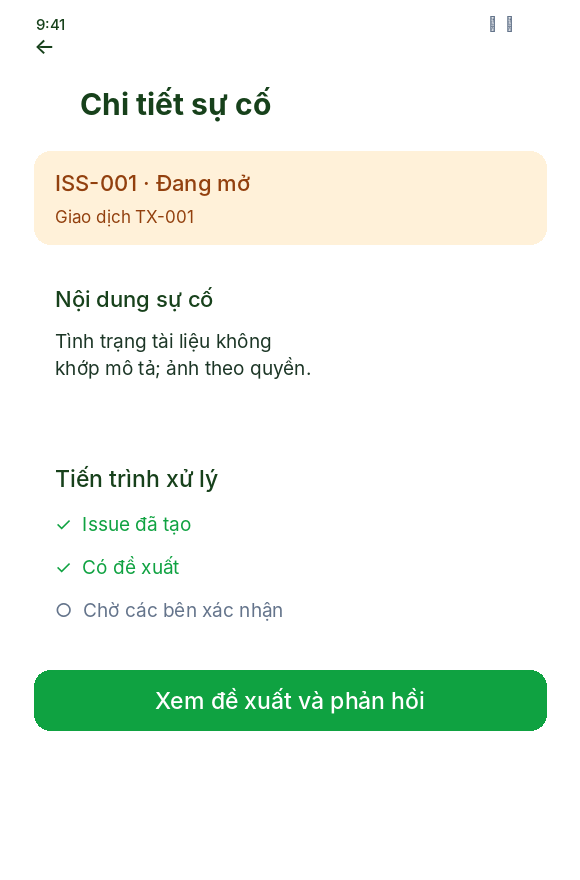 9:41
Chi tiết sự cố
ISS-001 · Đang mở
Giao dịch TX-001
Nội dung sự cố
Tình trạng tài liệu không
khớp mô tả; ảnh theo quyền.
Tiến trình xử lý
Issue đã tạo
Có đề xuất
Chờ các bên xác nhận
Xem đề xuất và phản hồi